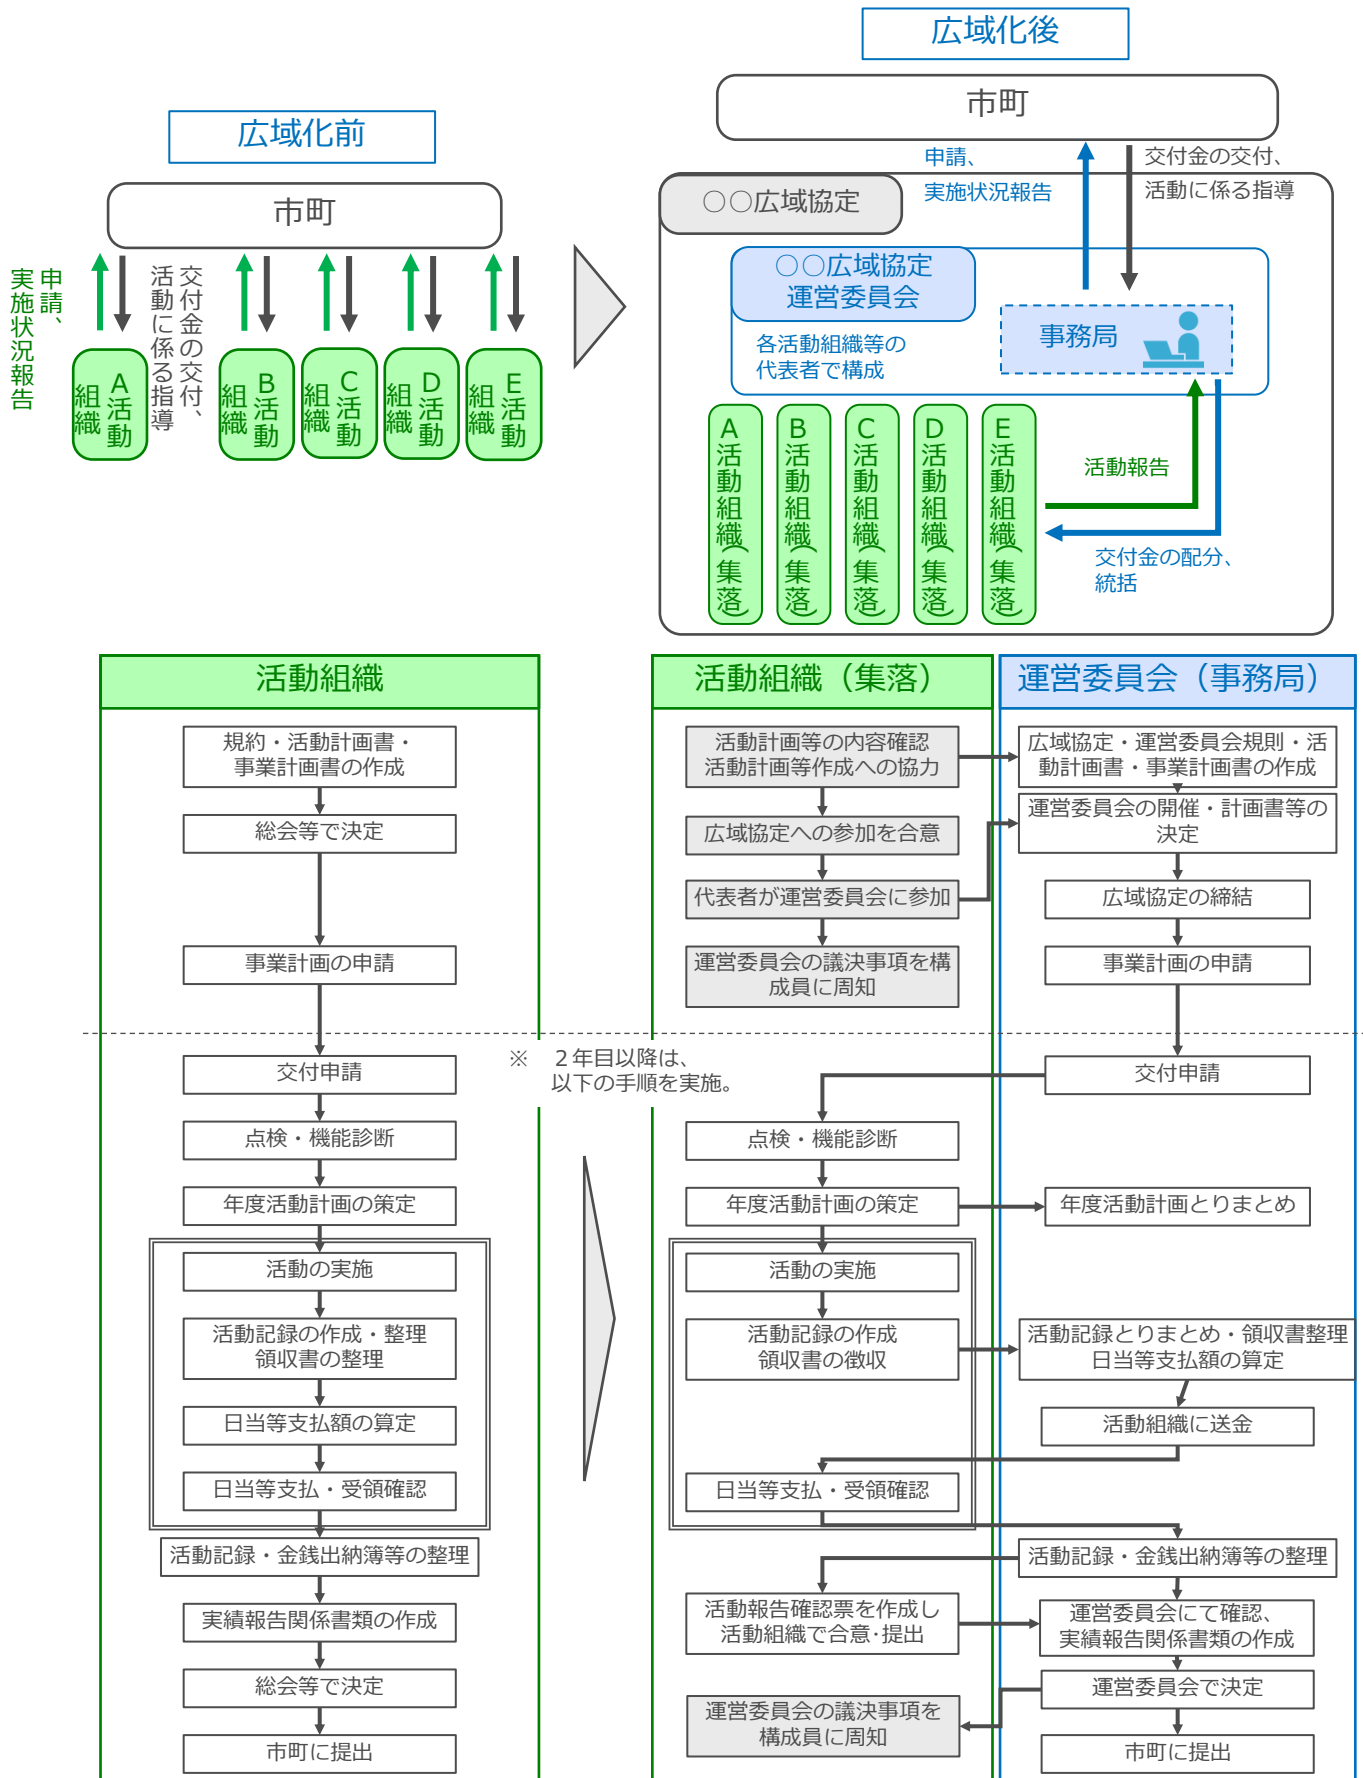 広域化前
市町
申請、
実施状況報告
交付金の交付、
活動に係る指導
A活動
組織
B活動
組織
C活動
組織
D活動
組織
E活動
組織
広域化後
市町
申請、
実施状況報告
交付金の交付、
活動に係る指導
○○広域協定
○○広域協定
運営委員会
各活動組織等の
代表者で構成
事務局
A活動組織(集落)
B活動組織(集落)
C活動組織(集落)
D活動組織(集落)
E活動組織(集落)
活動報告
交付金の配分、
統括
活動組織
規約・活動計画書・
事業計画書の作成
総会等で決定
事業計画の申請
交付申請
点検・機能診断
年度活動計画の策定
活動の実施
活動記録の作成・整理
領収書の整理
日当等支払額の算定
日当等支払・受領確認
活動記録・金銭出納簿等の整理
実績報告関係書類の作成
総会等で決定
市町に提出
※ 2年目以降は、
以下の手順を実施。
活動組織（集落）
活動計画等の内容確認
活動計画等作成への協力
広域協定への参加を合意
代表者が運営委員会に参加
運営委員会の議決事項を構
成員に周知
点検・機能診断
年度活動計画の策定
活動の実施
活動記録の作成
領収書の徴収
日当等支払・受領確認
活動報告確認票を作成し
活動組織で合意･提出
運営委員会の議決事項を
構成員に周知
運営委員会（事務局）
広域協定・運営委員会規則・活
動計画書・事業計画書の作成
運営委員会の開催・計画書等の
決定
広域協定の締結
事業計画の申請
交付申請
年度活動計画とりまとめ
活動記録とりまとめ・領収書整理
日当等支払額の算定
活動組織に送金
活動記録・金銭出納簿等の整理
運営委員会にて確認、
実績報告関係書類の作成
運営委員会で決定
市町に提出